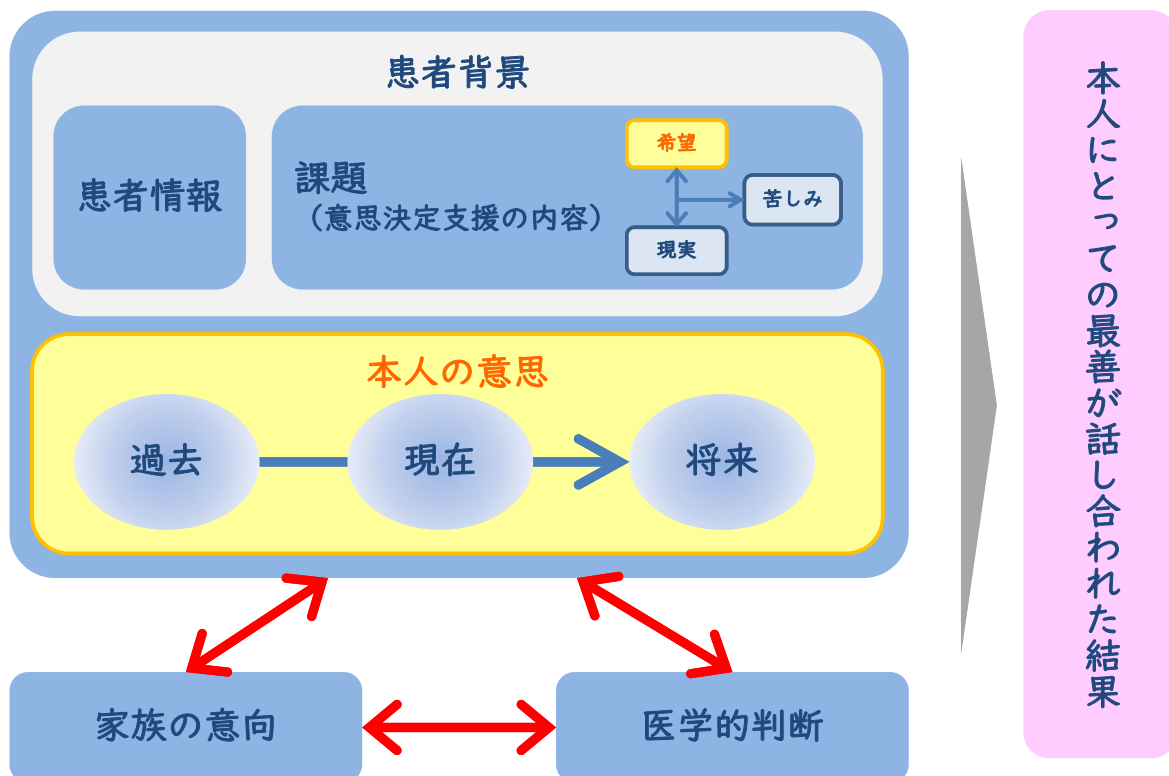 患者背景
患者情報
課題
（意思決定支援の内容）
希望
苦しみ
現実
本人の意思
過去
現在
将来
家族の意向
医学的判断
本人にとっての最善が話し合われた結果